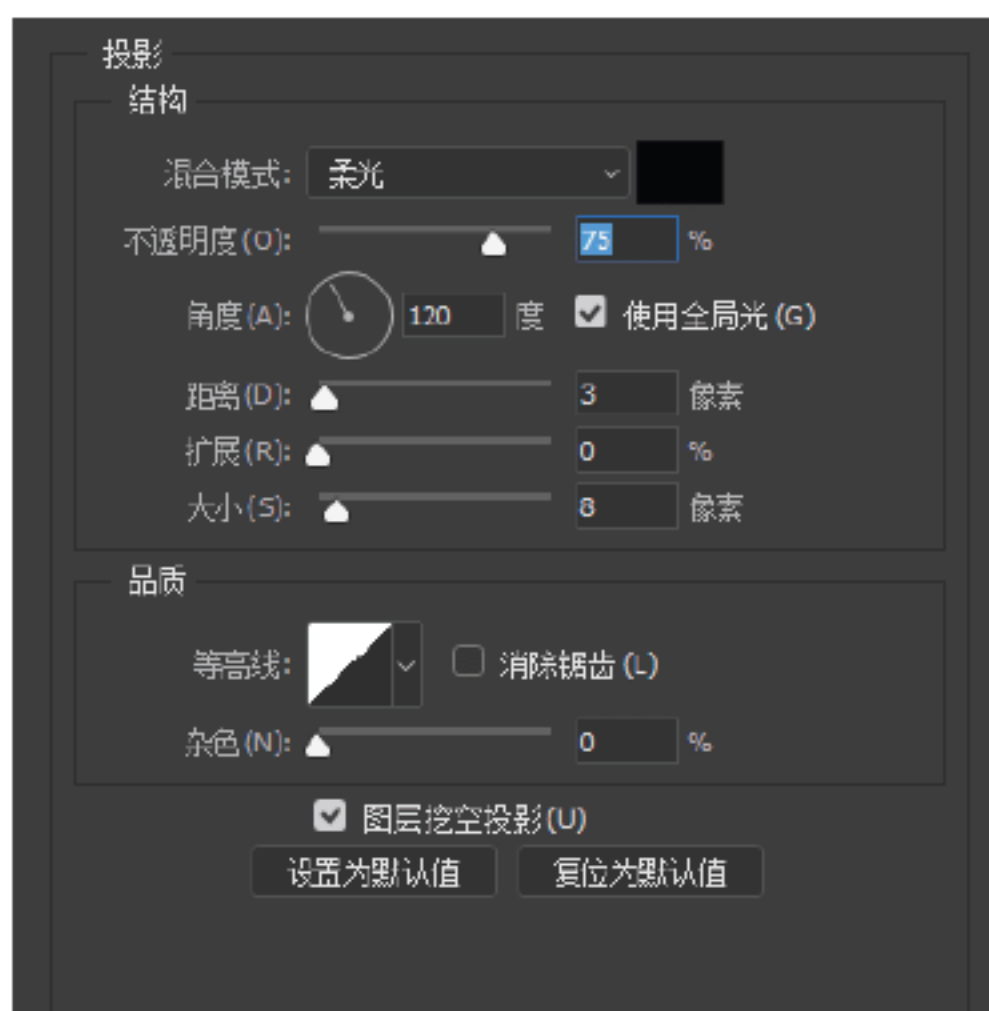 投影
结构
混合模式: 柔光
不透明度(O): 75 %
角度(A): 120 度 使用全局光(G)
距离(D): 3 像素
扩展(R): 0 %
大小(S): 8 像素
品质
等高线: 消除锯齿(L)
杂色(N): 0 %
图层挖空投影(U)
设置为默认值 复位为默认值